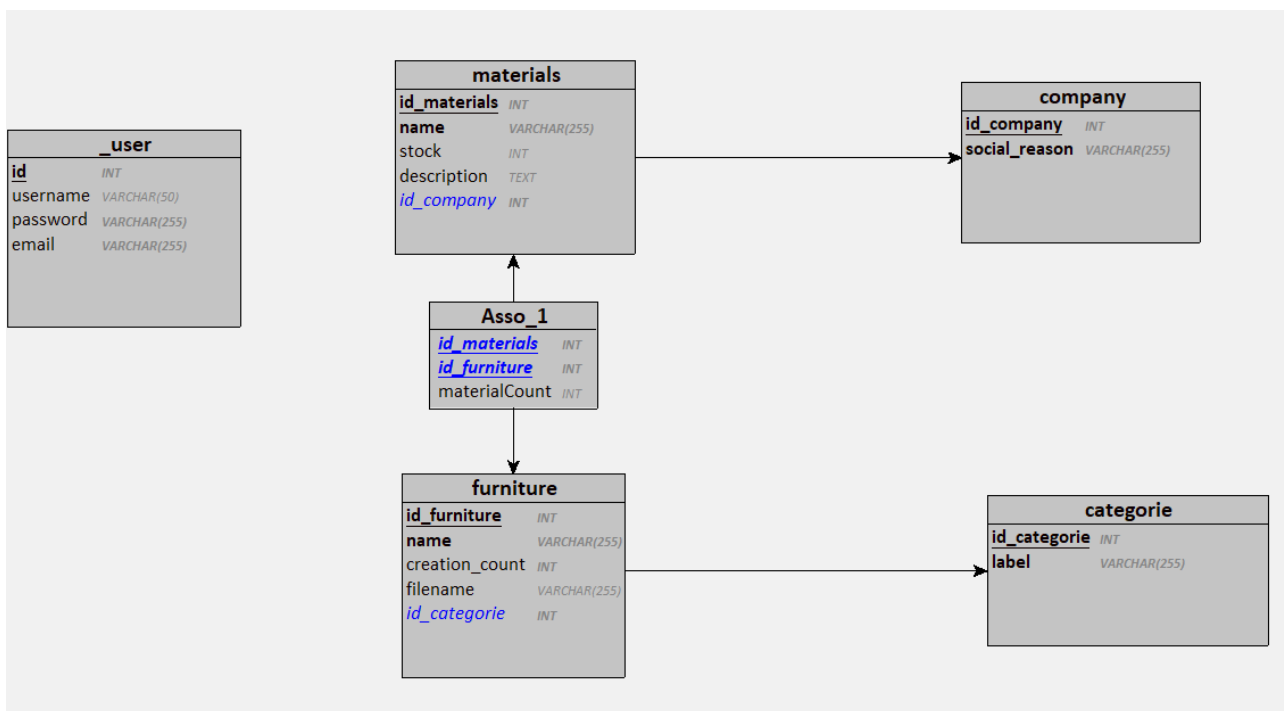 _user
id INT
username VARCHAR(50)
password VARCHAR(255)
email VARCHAR(255)
materials
id_materials INT
name VARCHAR(255)
stock INT
description TEXT
id_company INT
company
id_company INT
social_reason VARCHAR(255)
Asso_1
id_materials INT
id_furniture INT
materialCount INT
furniture
id_furniture INT
name VARCHAR(255)
creation_count INT
filename VARCHAR(255)
id_categorie INT
categorie
id_categorie INT
label VARCHAR(255)